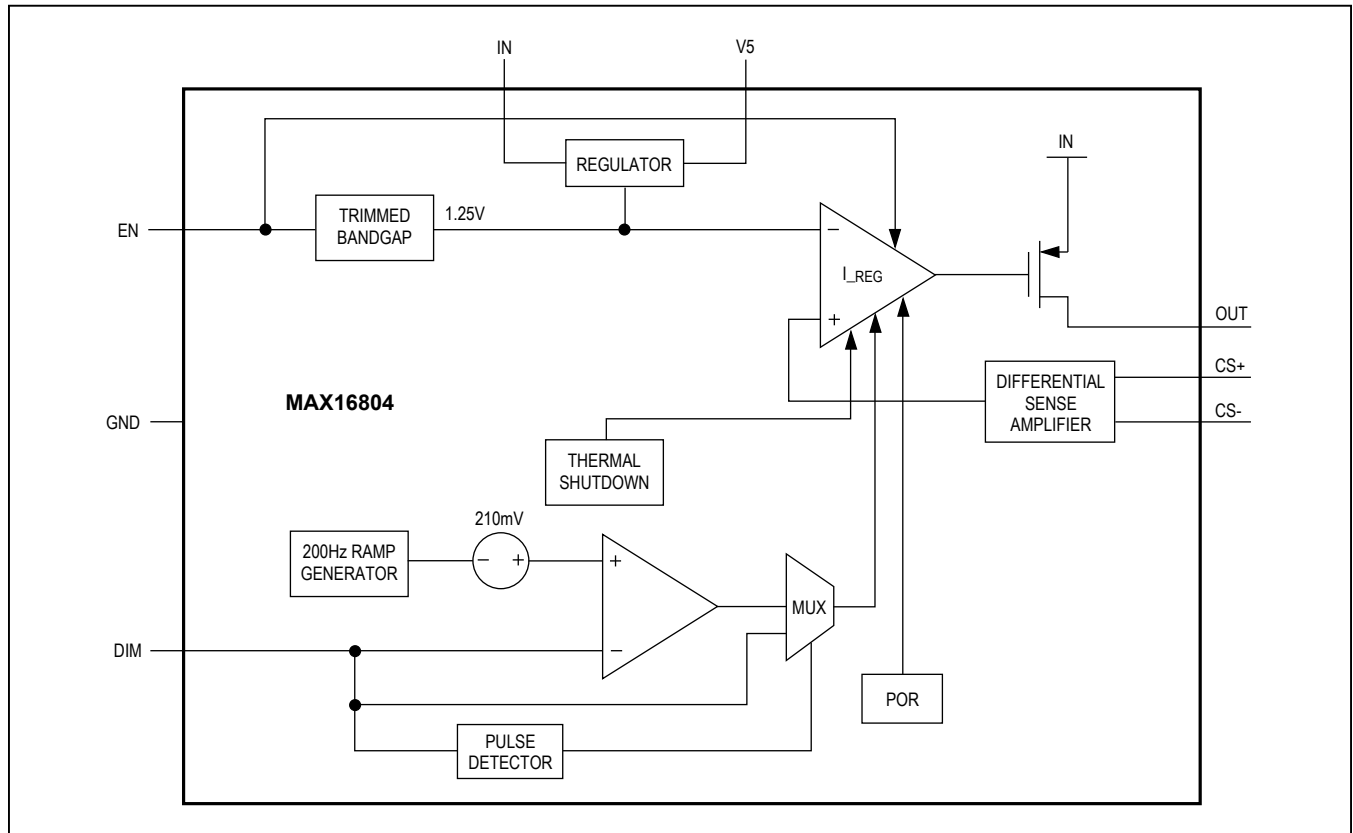 IN
V5
REGULATOR
IN
EN
TRIMMED
BANDGAP
1.25V
−
I_REG
+
OUT
CS+
DIFFERENTIAL
SENSE
AMPLIFIER
CS-
MAX16804
GND
THERMAL
SHUTDOWN
210mV
200Hz RAMP
GENERATOR
− +
+
MUX
DIM
−
POR
PULSE
DETECTOR